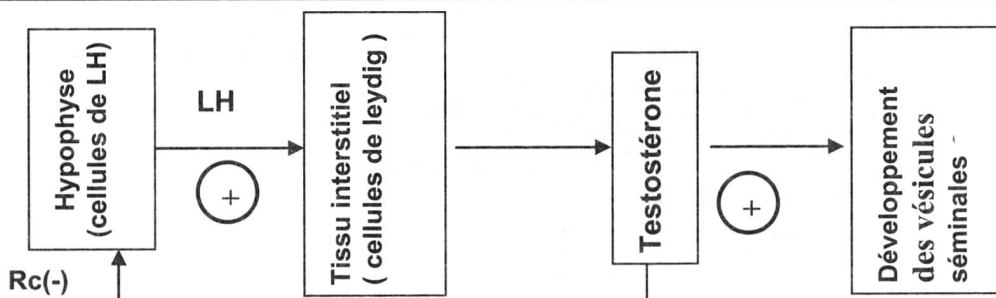 Hypophyse
(cellules de LH)
LH
+
Tissu interstitiel
( cellules de leydig )
Testostérone
+
Développement
des vésicules
séminales
Rc(-)